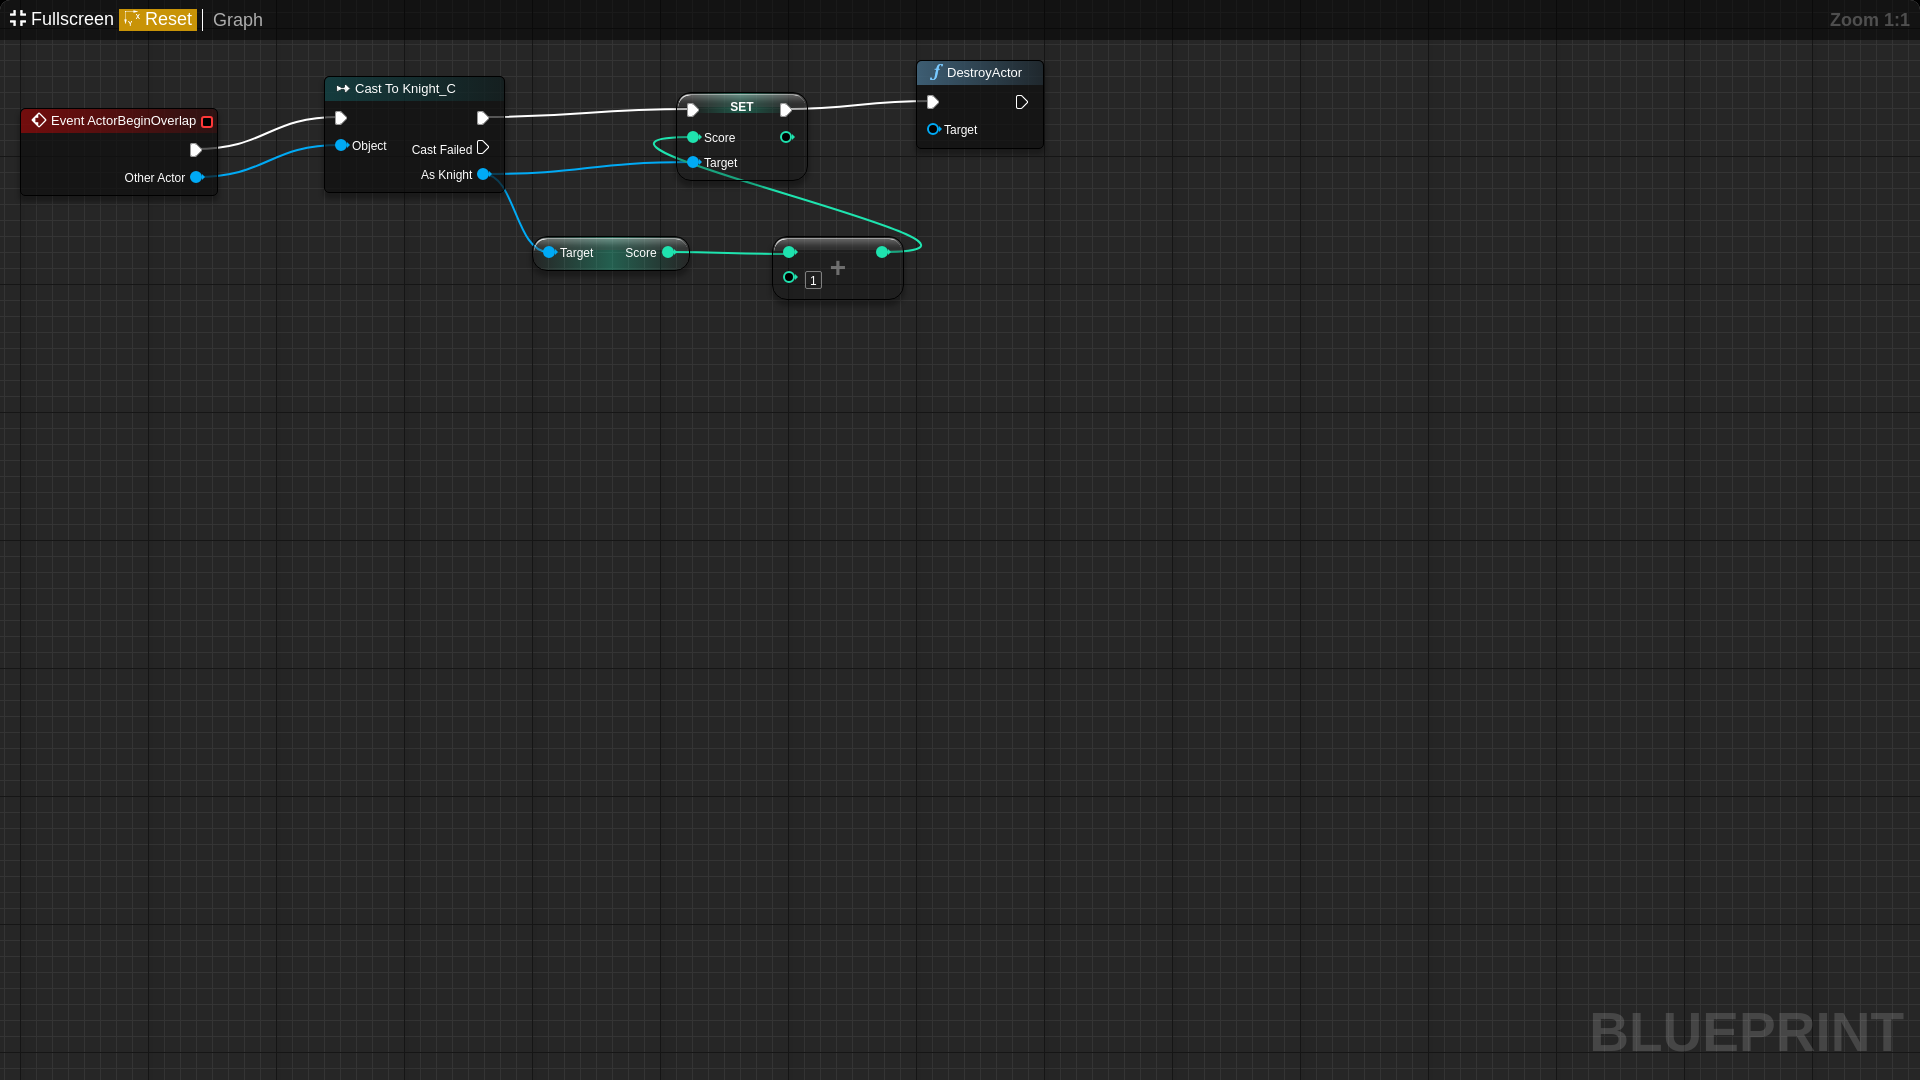 Fullscreen Reset Graph Zoom 1:1
Event ActorBeginOverlap
Other Actor
Cast To Knight_C
Object
Cast Failed
As Knight
SET
Score
Target
DestroyActor
Target
Target Score
1 +
BLUEPRINT